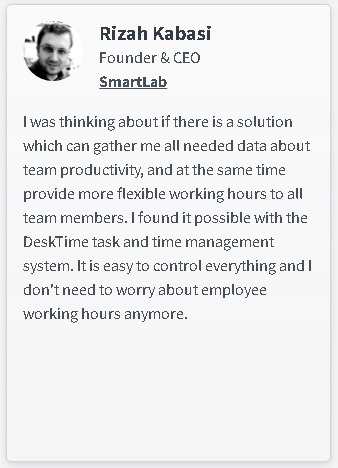 Rizah Kabasi
Founder & CEO
SmartLab
I was thinking about if there is a solution
which can gather me all needed data about
team productivity, and at the same time
provide more flexible working hours to all
team members. I found it possible with the
DeskTime task and time management
system. It is easy to control everything and I
don't need to worry about employee
working hours anymore.